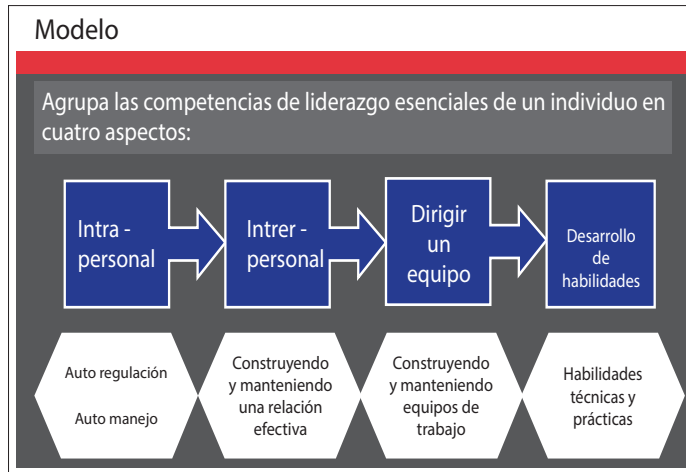 Modelo
Agrupa las competencias de liderazgo esenciales de un individuo en
cuatro aspectos:
Intra -
personal
Intrer -
personal
Dirigir
un
equipo
Desarrollo
de
habilidades
Auto regulación
Auto manejo
Construyendo
y manteniendo
una relación
efectiva
Construyendo
y manteniendo
equipos de
trabajo
Habilidades
técnicas y
prácticas